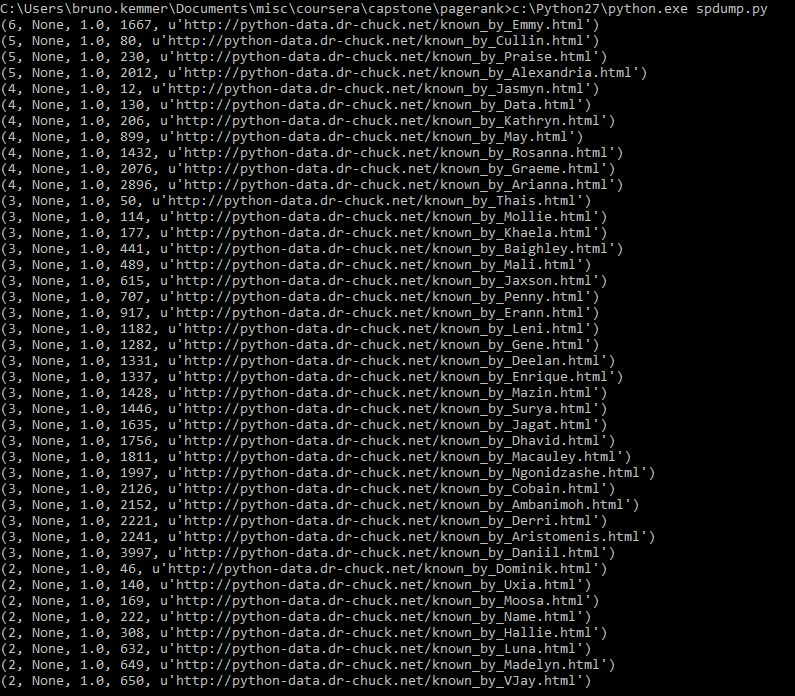 C:\Users\bruno.kemmer\Documents\misc\coursera\capstone\pagerank>c:\Python27\python.exe spdump.py
(6, None, 1.0, 1667, u'http://python-data.dr-chuck.net/known_by_Emmy.html')
(5, None, 1.0, 80, u'http://python-data.dr-chuck.net/known_by_Cullin.html')
(5, None, 1.0, 230, u'http://python-data.dr-chuck.net/known_by_Praise.html')
(5, None, 1.0, 2012, u'http://python-data.dr-chuck.net/known_by_Alexandria.html')
(4, None, 1.0, 12, u'http://python-data.dr-chuck.net/known_by_Jasmyn.html')
(4, None, 1.0, 130, u'http://python-data.dr-chuck.net/known_by_Data.html')
(4, None, 1.0, 206, u'http://python-data.dr-chuck.net/known_by_Kathryn.html')
(4, None, 1.0, 899, u'http://python-data.dr-chuck.net/known_by_May.html')
(4, None, 1.0, 1432, u'http://python-data.dr-chuck.net/known_by_Rosanna.html')
(4, None, 1.0, 2076, u'http://python-data.dr-chuck.net/known_by_Graeme.html')
(4, None, 1.0, 2896, u'http://python-data.dr-chuck.net/known_by_Arianna.html')
(3, None, 1.0, 50, u'http://python-data.dr-chuck.net/known_by_Thais.html')
(3, None, 1.0, 114, u'http://python-data.dr-chuck.net/known_by_Mollie.html')
(3, None, 1.0, 177, u'http://python-data.dr-chuck.net/known_by_Khaela.html')
(3, None, 1.0, 441, u'http://python-data.dr-chuck.net/known_by_Baighley.html')
(3, None, 1.0, 489, u'http://python-data.dr-chuck.net/known_by_Mali.html')
(3, None, 1.0, 615, u'http://python-data.dr-chuck.net/known_by_Jaxson.html')
(3, None, 1.0, 707, u'http://python-data.dr-chuck.net/known_by_Penny.html')
(3, None, 1.0, 917, u'http://python-data.dr-chuck.net/known_by_Erann.html')
(3, None, 1.0, 1182, u'http://python-data.dr-chuck.net/known_by_Leni.html')
(3, None, 1.0, 1282, u'http://python-data.dr-chuck.net/known_by_Gene.html')
(3, None, 1.0, 1331, u'http://python-data.dr-chuck.net/known_by_Deelan.html')
(3, None, 1.0, 1337, u'http://python-data.dr-chuck.net/known_by_Enrique.html')
(3, None, 1.0, 1428, u'http://python-data.dr-chuck.net/known_by_Mazin.html')
(3, None, 1.0, 1446, u'http://python-data.dr-chuck.net/known_by_Surya.html')
(3, None, 1.0, 1635, u'http://python-data.dr-chuck.net/known_by_Jagat.html')
(3, None, 1.0, 1756, u'http://python-data.dr-chuck.net/known_by_Dhavid.html')
(3, None, 1.0, 1811, u'http://python-data.dr-chuck.net/known_by_Macauley.html')
(3, None, 1.0, 1997, u'http://python-data.dr-chuck.net/known_by_Ngonidzashe.html')
(3, None, 1.0, 2126, u'http://python-data.dr-chuck.net/known_by_Cobain.html')
(3, None, 1.0, 2152, u'http://python-data.dr-chuck.net/known_by_Ambanimoh.html')
(3, None, 1.0, 2221, u'http://python-data.dr-chuck.net/known_by_Derri.html')
(3, None, 1.0, 2241, u'http://python-data.dr-chuck.net/known_by_Aristomenis.html')
(3, None, 1.0, 3997, u'http://python-data.dr-chuck.net/known_by_Daniil.html')
(2, None, 1.0, 46, u'http://python-data.dr-chuck.net/known_by_Dominik.html')
(2, None, 1.0, 140, u'http://python-data.dr-chuck.net/known_by_Uxia.html')
(2, None, 1.0, 169, u'http://python-data.dr-chuck.net/known_by_Moosa.html')
(2, None, 1.0, 222, u'http://python-data.dr-chuck.net/known_by_Name.html')
(2, None, 1.0, 308, u'http://python-data.dr-chuck.net/known_by_Hallie.html')
(2, None, 1.0, 632, u'http://python-data.dr-chuck.net/known_by_Luna.html')
(2, None, 1.0, 649, u'http://python-data.dr-chuck.net/known_by_Madelyn.html')
(2, None, 1.0, 650, u'http://python-data.dr-chuck.net/known_by_VJay.html')